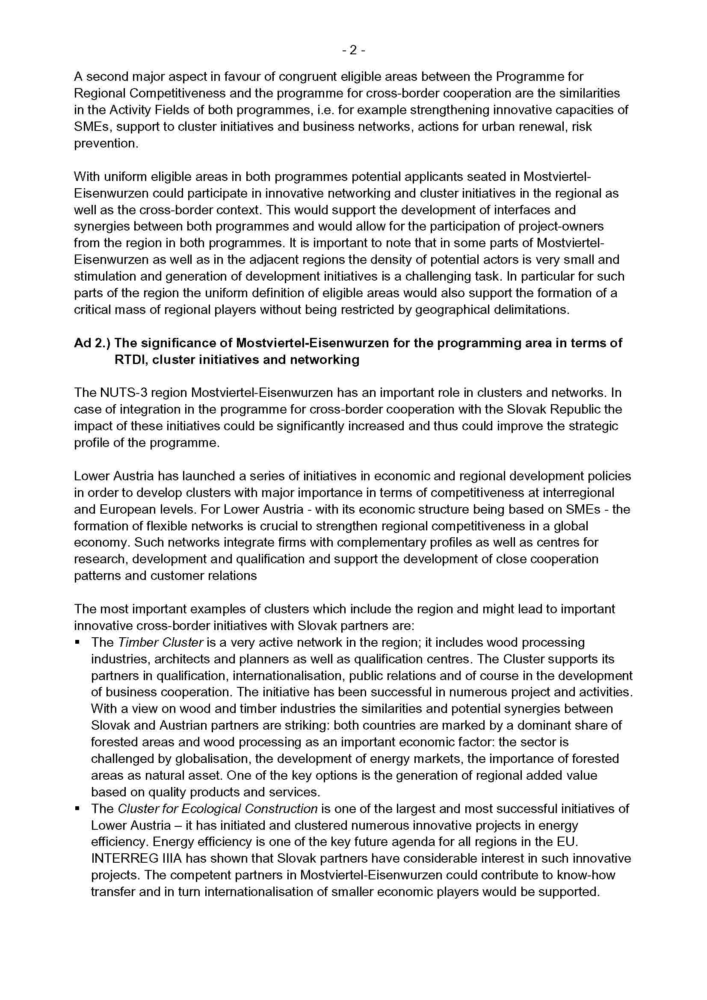 - 2 -
A second major aspect in favour of congruent eligible areas between the Programme for
Regional Competitiveness and the programme for cross-border cooperation are the similarities
in the Activity Fields of both programmes, i.e. for example strengthening innovative capacities of
SMEs, support to cluster initiatives and business networks, actions for urban renewal, risk
prevention.
With uniform eligible areas in both programmes potential applicants seated in Mostviertel-
Eisenwurzen could participate in innovative networking and cluster initiatives in the regional as
well as the cross-border context. This would support the development of interfaces and
synergies between both programmes and would allow for the participation of project-owners
from the region in both programmes. It is important to note that in some parts of Mostviertel-
Eisenwurzen as well as in the adjacent regions the density of potential actors is very small and
stimulation and generation of development initiatives is a challenging task. In particular for such
parts of the region the uniform definition of eligible areas would also support the formation of a
critical mass of regional players without being restricted by geographical delimitations.
Ad 2.) The significance of Mostviertel-Eisenwurzen for the programming area in terms of
RTDI, cluster initiatives and networking
The NUTS-3 region Mostviertel-Eisenwurzen has an important role in clusters and networks. In
case of integration in the programme for cross-border cooperation with the Slovak Republic the
impact of these initiatives could be significantly increased and thus could improve the strategic
profile of the programme.
Lower Austria has launched a series of initiatives in economic and regional development policies
in order to develop clusters with major importance in terms of competitiveness at interregional
and European levels. For Lower Austria - with its economic structure being based on SMEs - the
formation of flexible networks is crucial to strengthen regional competitiveness in a global
economy. Such networks integrate firms with complementary profiles as well as centres for
research, development and qualification and support the development of close cooperation
patterns and customer relations
The most important examples of clusters which include the region and might lead to important
innovative cross-border initiatives with Slovak partners are:
▪ The Timber Cluster is a very active network in the region; it includes wood processing
industries, architects and planners as well as qualification centres. The Cluster supports its
partners in qualification, internationalisation, public relations and of course in the development
of business cooperation. The initiative has been successful in numerous project and activities.
With a view on wood and timber industries the similarities and potential synergies between
Slovak and Austrian partners are striking: both countries are marked by a dominant share of
forested areas and wood processing as an important economic factor: the sector is
challenged by globalisation, the development of energy markets, the importance of forested
areas as natural asset. One of the key options is the generation of regional added value
based on quality products and services.
▪ The Cluster for Ecological Construction is one of the largest and most successful initiatives of
Lower Austria – it has initiated and clustered numerous innovative projects in energy
efficiency. Energy efficiency is one of the key future agenda for all regions in the EU.
INTERREG IIIA has shown that Slovak partners have considerable interest in such innovative
projects. The competent partners in Mostviertel-Eisenwurzen could contribute to know-how
transfer and in turn internationalisation of smaller economic players would be supported.